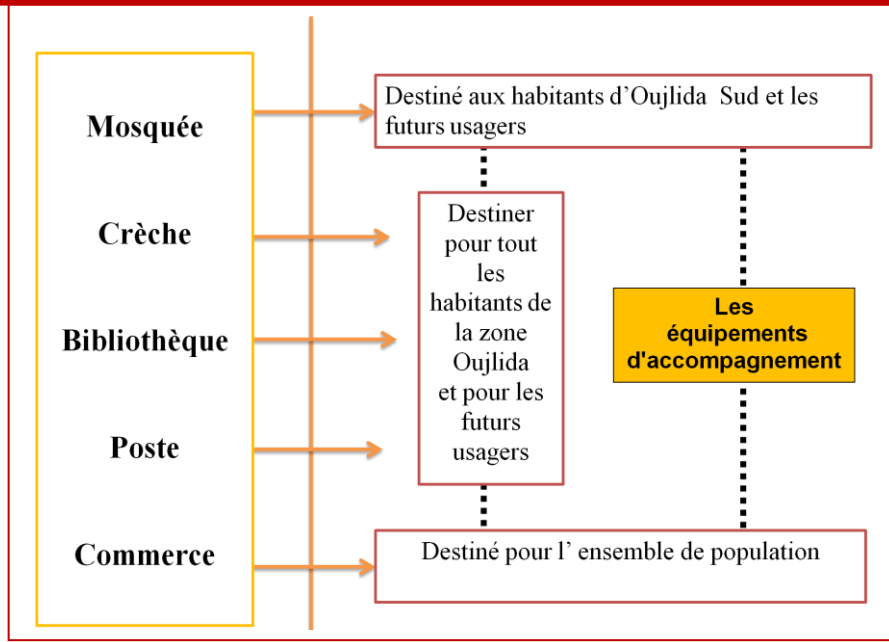 Mosquée
Crèche
Bibliothèque
Poste
Commerce
Destiné aux habitants d’Oujlida  Sud et les
futurs usagers
Destiner
pour tout
les
habitants de
la zone
Oujlida
et pour les
futurs
usagers
Les
équipements
d'accompagnement
Destiné pour l’ ensemble de population